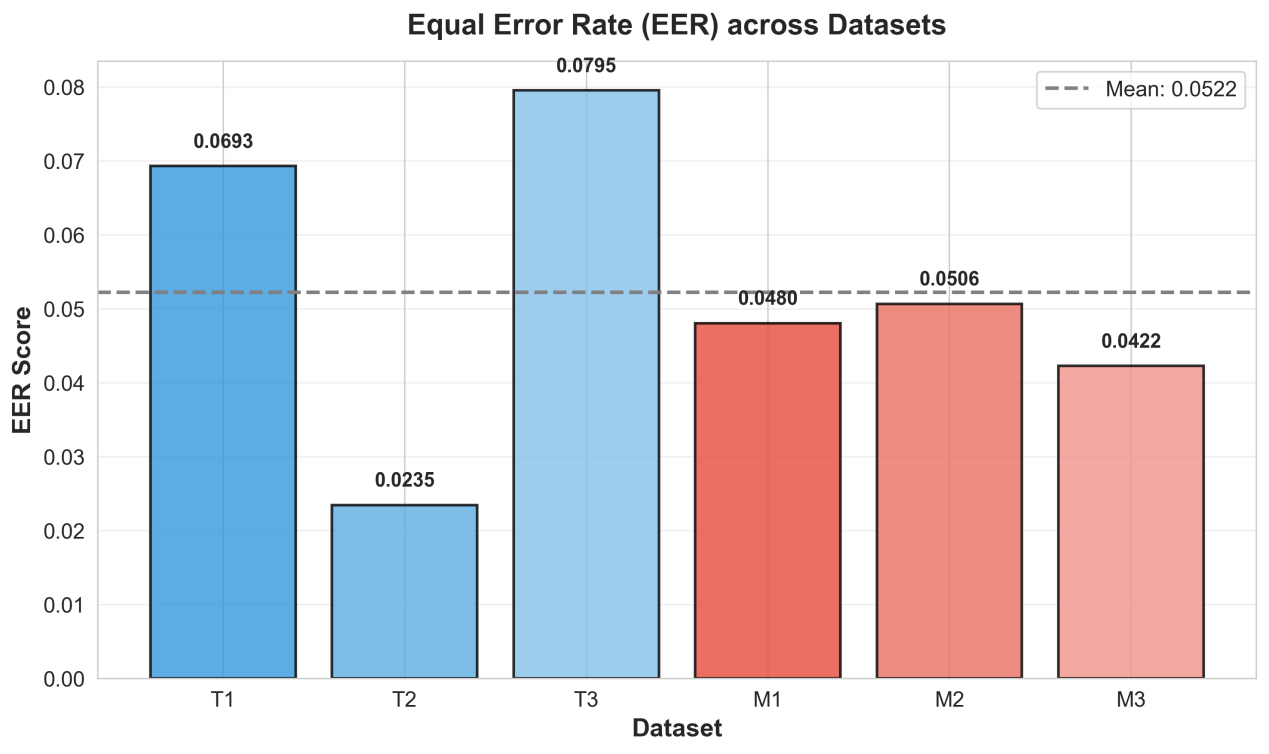 Equal Error Rate (EER) across Datasets
Mean: 0.0522
EER Score
0.08
0.07
0.06
0.05
0.04
0.03
0.02
0.01
0.00
0.0693
0.0235
0.0795
0.0480
0.0506
0.0422
T1
T2
T3
M1
M2
M3
Dataset